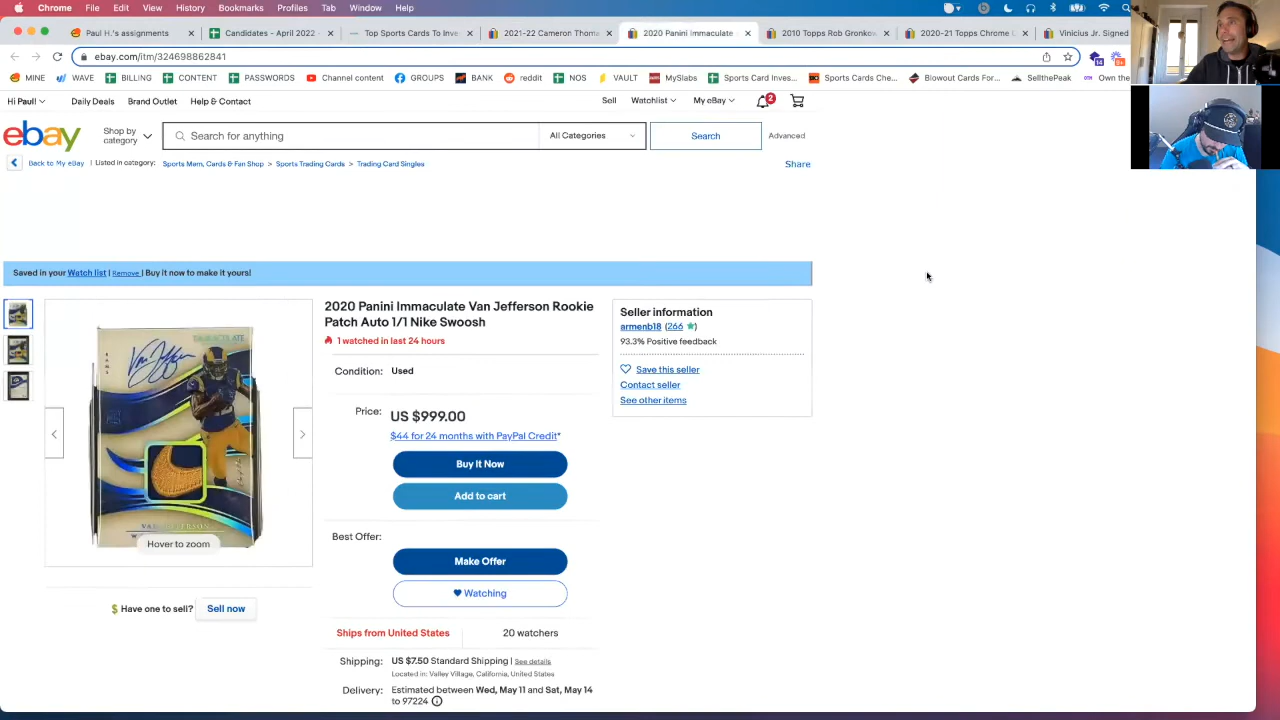 Chrome File Edit View History Bookmarks Profiles Tab Window Help
Paul H.'s assignments
Candidates - April 2022
Top Sports Cards To Inve
2021-22 Cameron Thoma
2020 Panini Immaculate
2010 Topps Rob Gronkow
2020-21 Topps Chrome L
Vinicius Jr. Signed
ebay.com/itm/324698862841
MINE WAVE BILLING CONTENT PASSWORDS Channel content GROUPS BANK reddit NOS VAULT MySlabs Sports Card Inves... Sports Cards Che... Blowout Cards For... SellthePeak Own the
Hi Paul! Daily Deals Brand Outlet Help & Contact
Sell Watchlist My eBay 2
ebay
Shop by
category
Search for anything
All Categories
Search
Advanced
Back to My eBay | Listed in category: Sports Mem, Cards & Fan Shop > Sports Trading Cards > Trading Card Singles
Share
Saved in your Watch list | Remove | Buy it now to make it yours!
2020 Panini Immaculate Van Jefferson Rookie
Patch Auto 1/1 Nike Swoosh
1 watched in last 24 hours
Condition: Used
Price: US $999.00
$44 for 24 months with PayPal Credit*
Buy It Now
Add to cart
Best Offer:
Make Offer
Watching
Ships from United States
20 watchers
Shipping: US $7.50 Standard Shipping | See details
Located in: Valley Village, California, United States
Delivery: Estimated between Wed, May 11 and Sat, May 14
to 97224
Seller information
armenb18 (266)
93.3% Positive feedback
Save this seller
Contact seller
See other items
IMMACULATE
VAN JEFFERSON
Hover to zoom
Have one to sell? Sell now